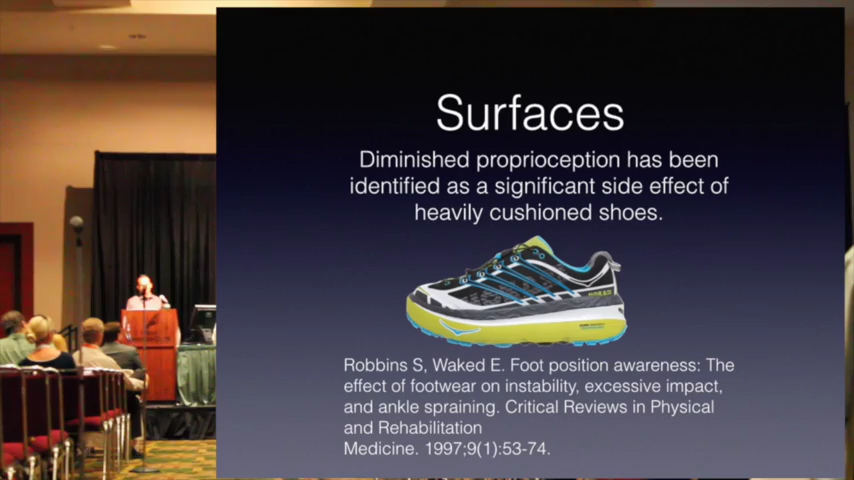 Surfaces
Diminished proprioception has been
identified as a significant side effect of
heavily cushioned shoes.
Robbins S, Waked E. Foot position awareness: The
effect of footwear on instability, excessive impact,
and ankle spraining. Critical Reviews in Physical
and Rehabilitation
Medicine. 1997;9(1):53-74.